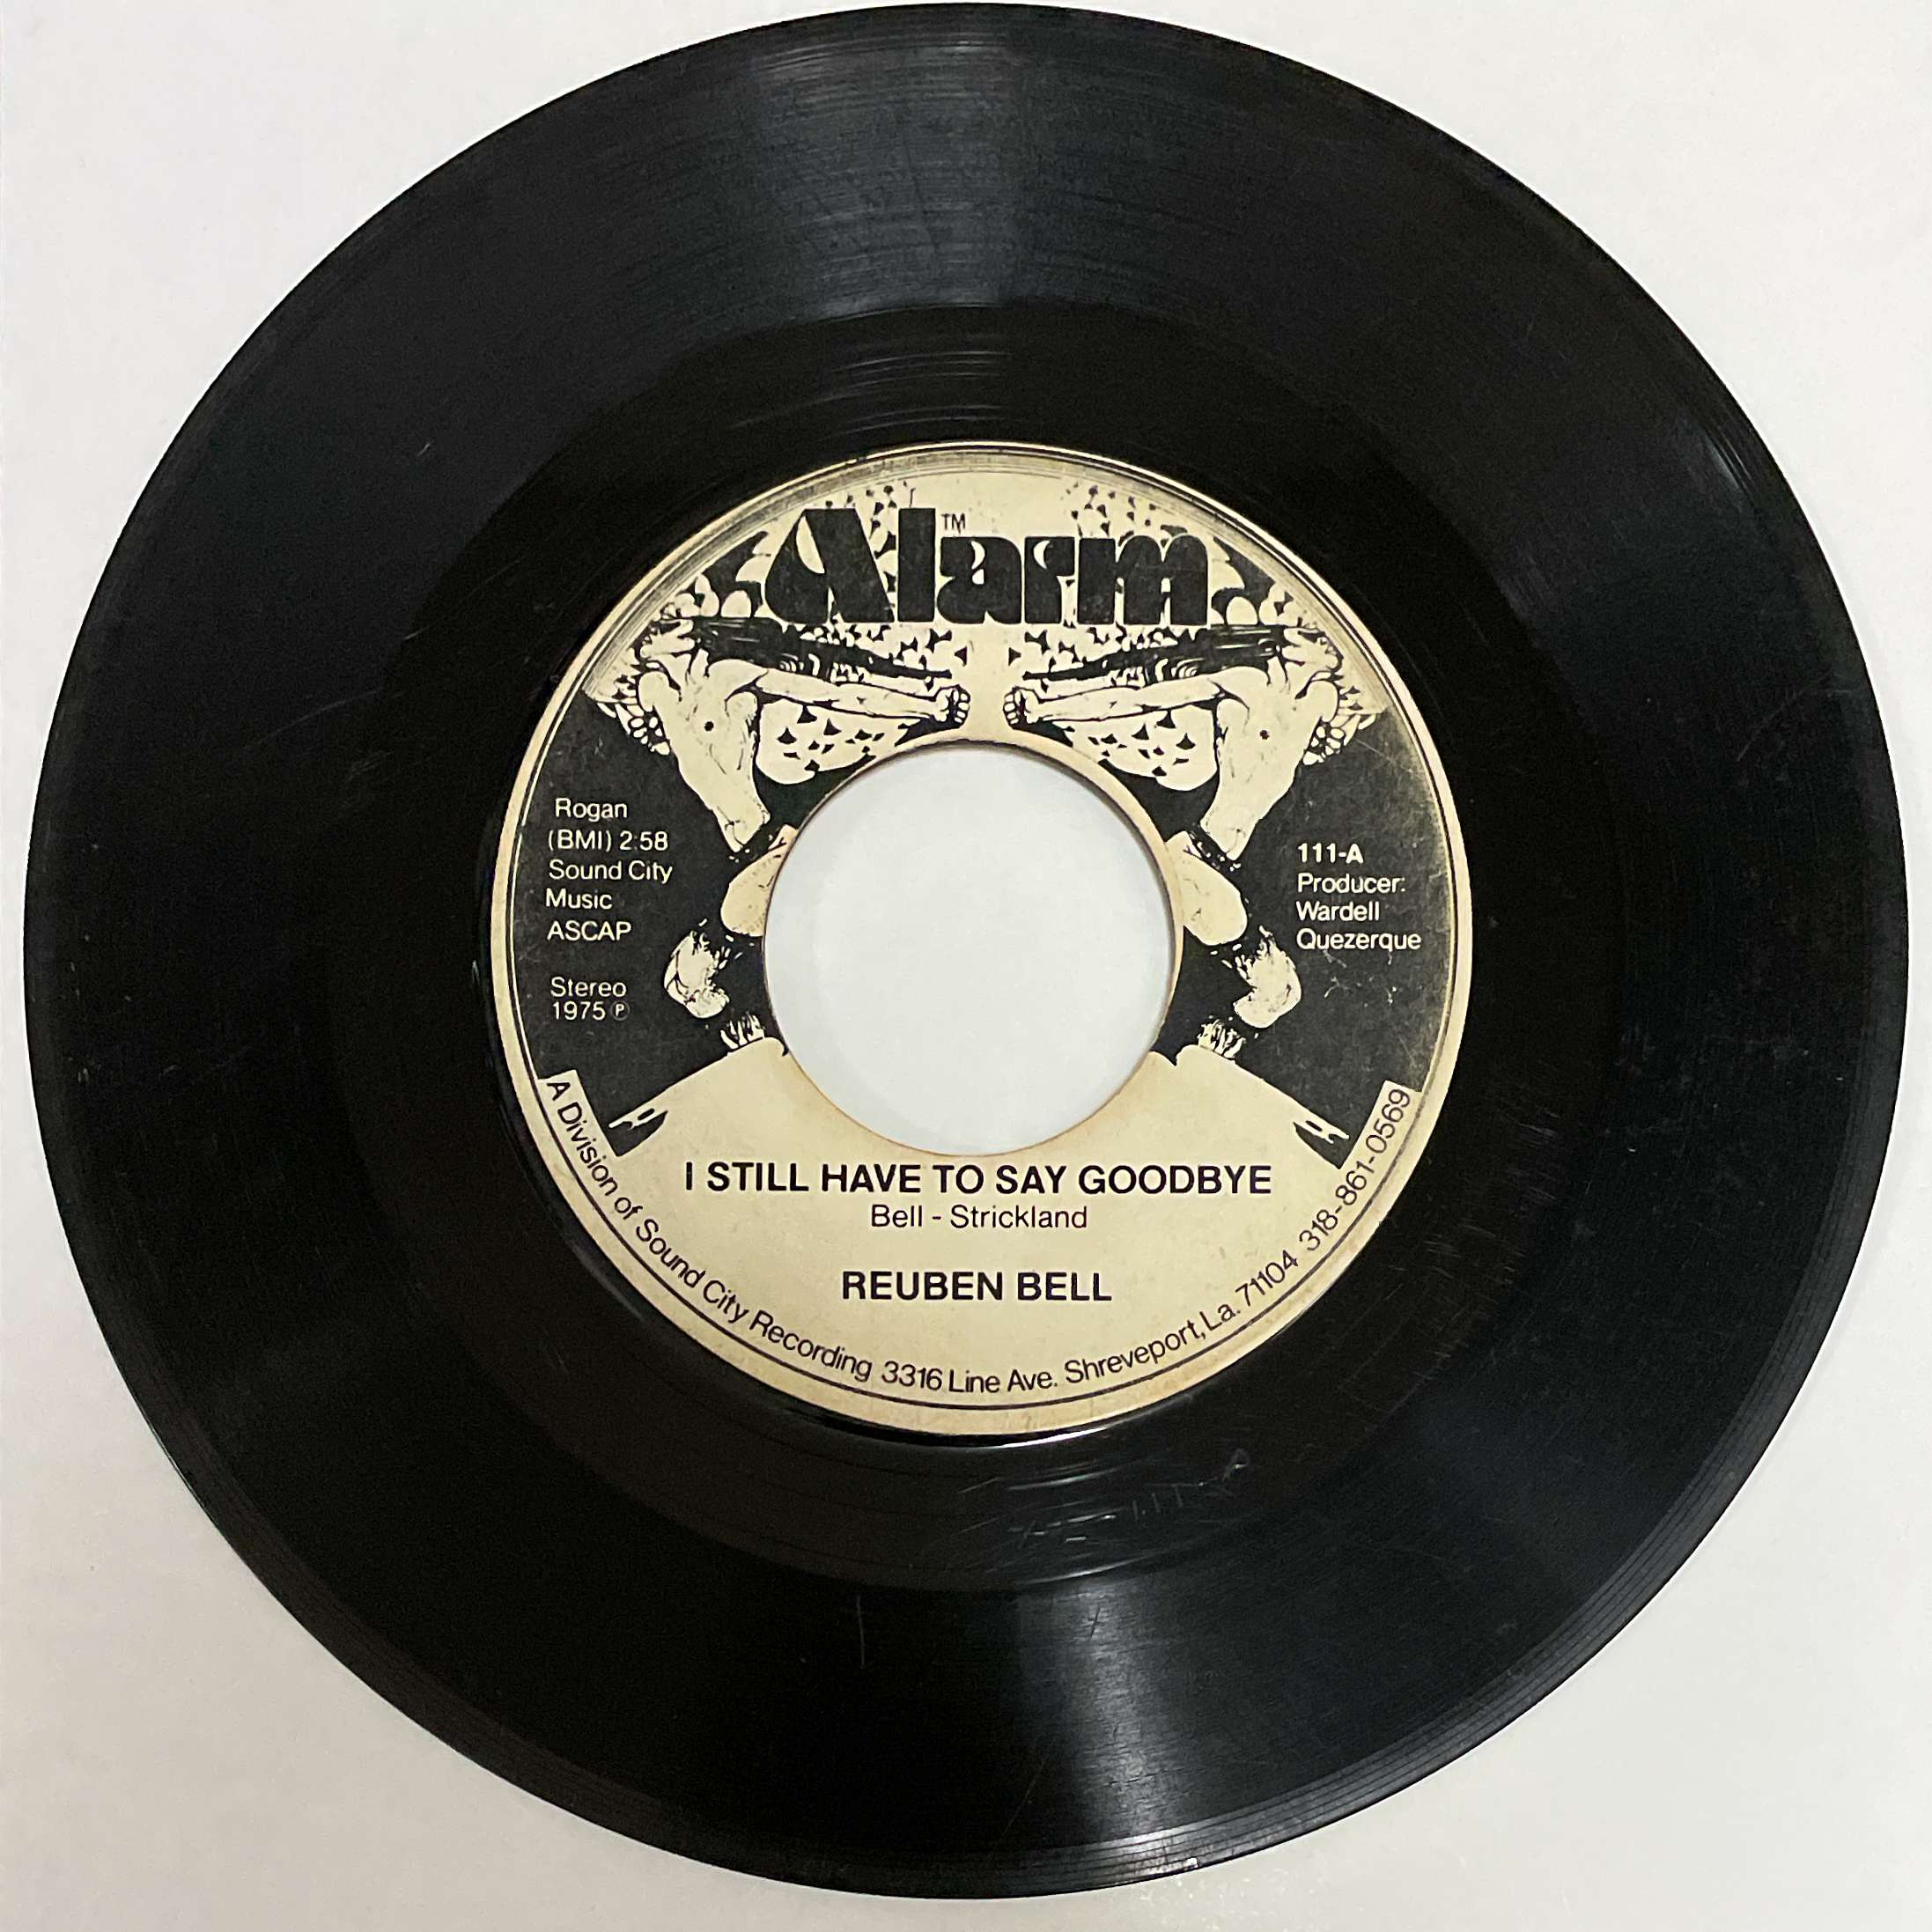 Alarm™
Rogan
(BMI) 2:58
Sound City
Music
ASCAP
Stereo
1975 ℗
111-A
Producer:
Wardell
Quezerque
I STILL HAVE TO SAY GOODBYE
Bell - Strickland
REUBEN BELL
A Division of Sound City Recording 3316 Line Ave. Shreveport, La. 71104 318-861-0569